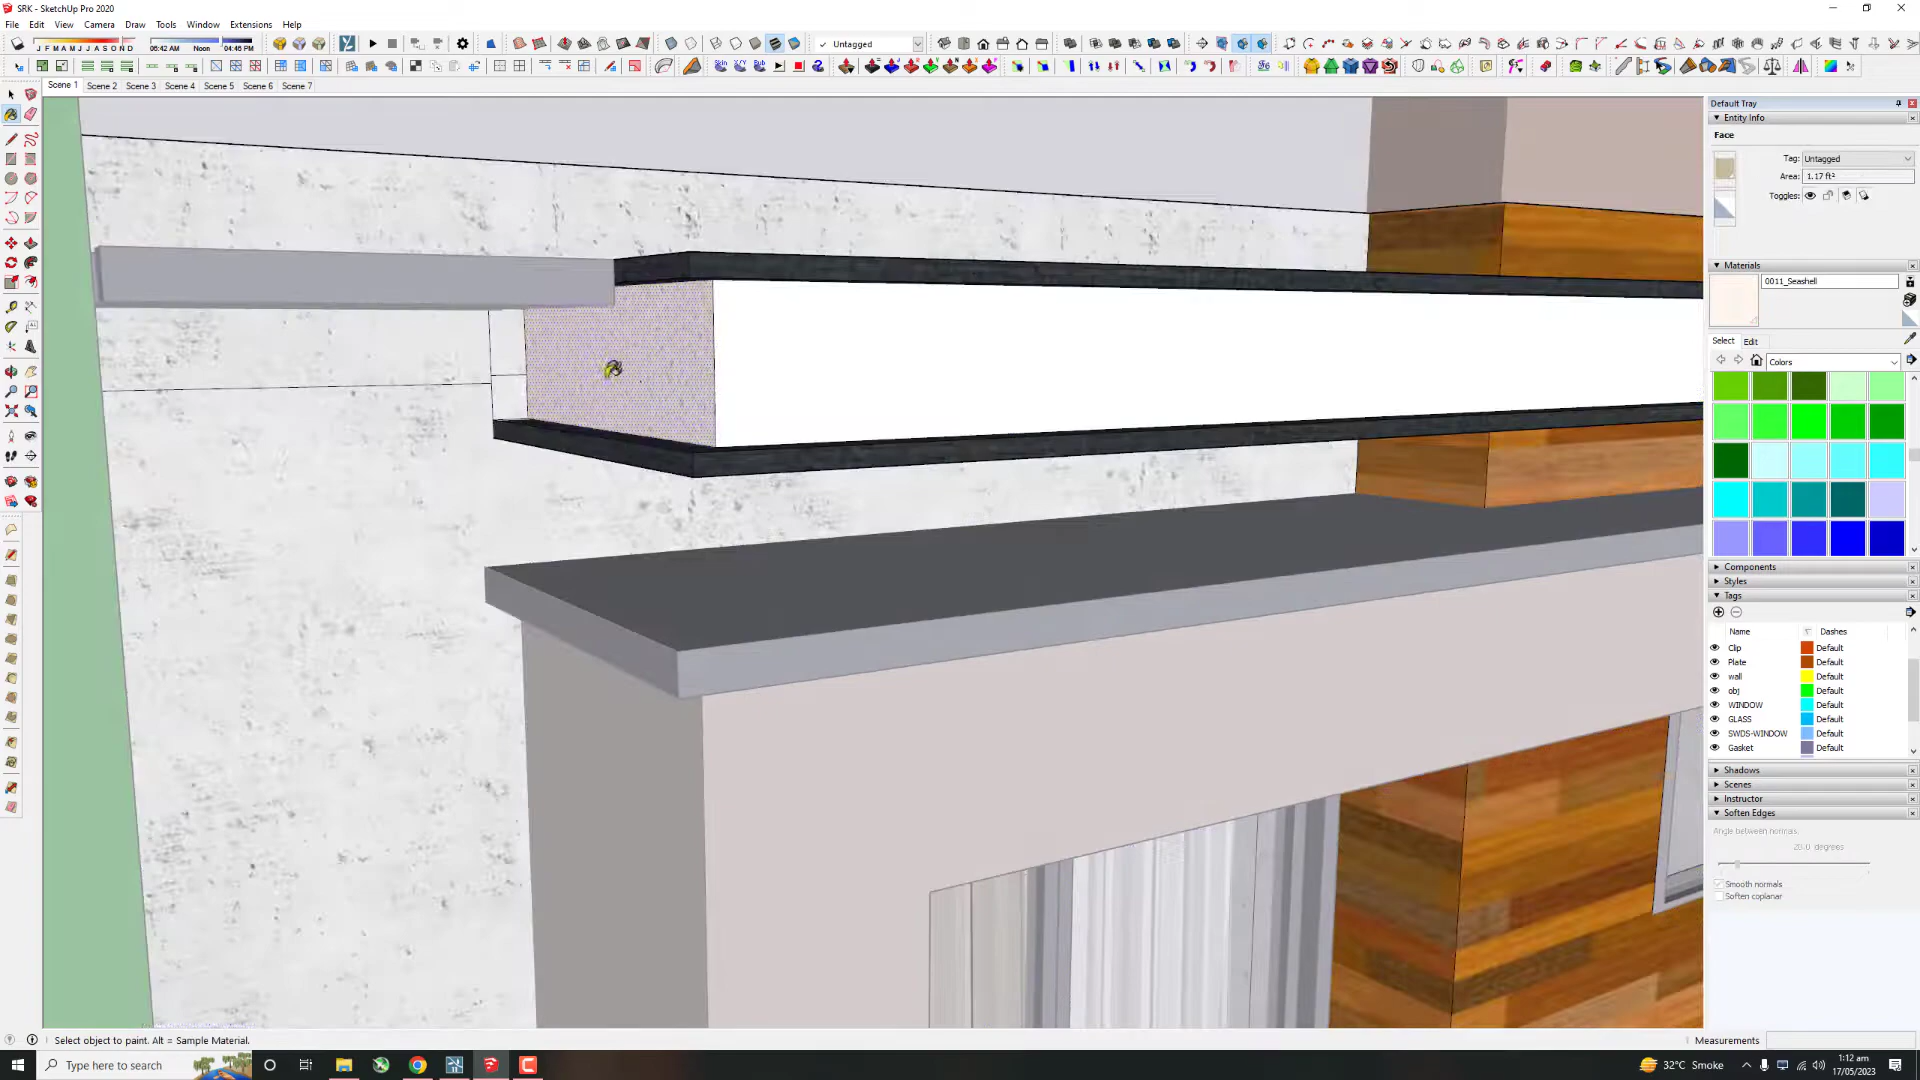 SRK - SketchUp Pro 2020
File Edit View Camera Draw Tools Window Extensions Help
J F M A M J J A S O N D 06:42 AM Noon 04:46 PM ✓ Untagged
Scene 1 Scene 2 Scene 3 Scene 4 Scene 5 Scene 6 Scene 7
Default Tray
Entity Info
Face
Tag: Untagged
Area: 1.17 ft²
Toggles:
Materials
0011_Seashell
Select Edit
Colors
Components
Styles
Tags
Name Dashes
Clip Default
Plate Default
wall Default
obj Default
WINDOW Default
GLASS Default
SWDS-WINDOW Default
Gasket Default
Shadows
Scenes
Instructor
Soften Edges
Angle between normals.
20.0 degrees
Smooth normals
Soften coplanar
Select object to paint. Alt = Sample Material.
Measurements
Type here to search
32°C Smoke
1:12 am
17/05/2023